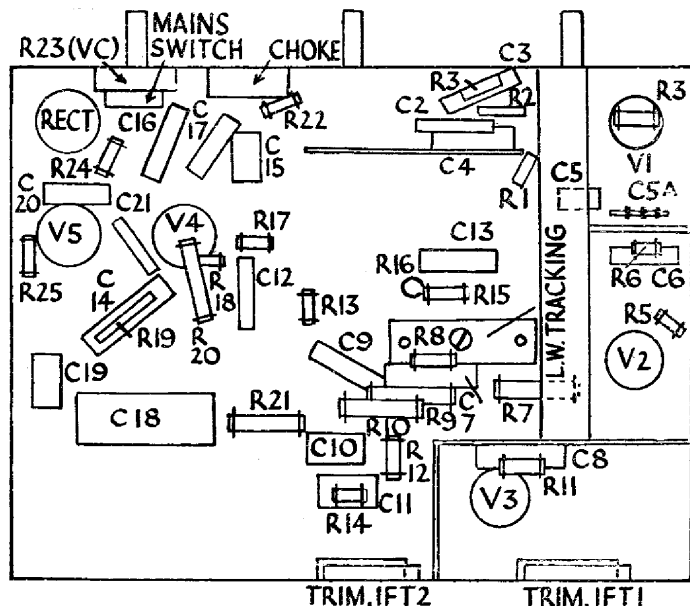 MAINS
R23 (VC) SWITCH CHOKE
C3
R3
R2
C2
C4
R1
R3
V1
C5
C5A
RECT
C16
C
17
C
15
R22
R24
C
20
C21
V5
V4
R17
R25
R
18
C12
R16
C13
R15
R13
C
14
R19
R
20
L.W. TRACKING
R6 C6
R5
V2
C19
C18
R21
C9
R8
R9
C
7
R7
R10
C10
R
12
C11
R14
C8
R11
V3
TRIM. IFT2
TRIM. IFT1